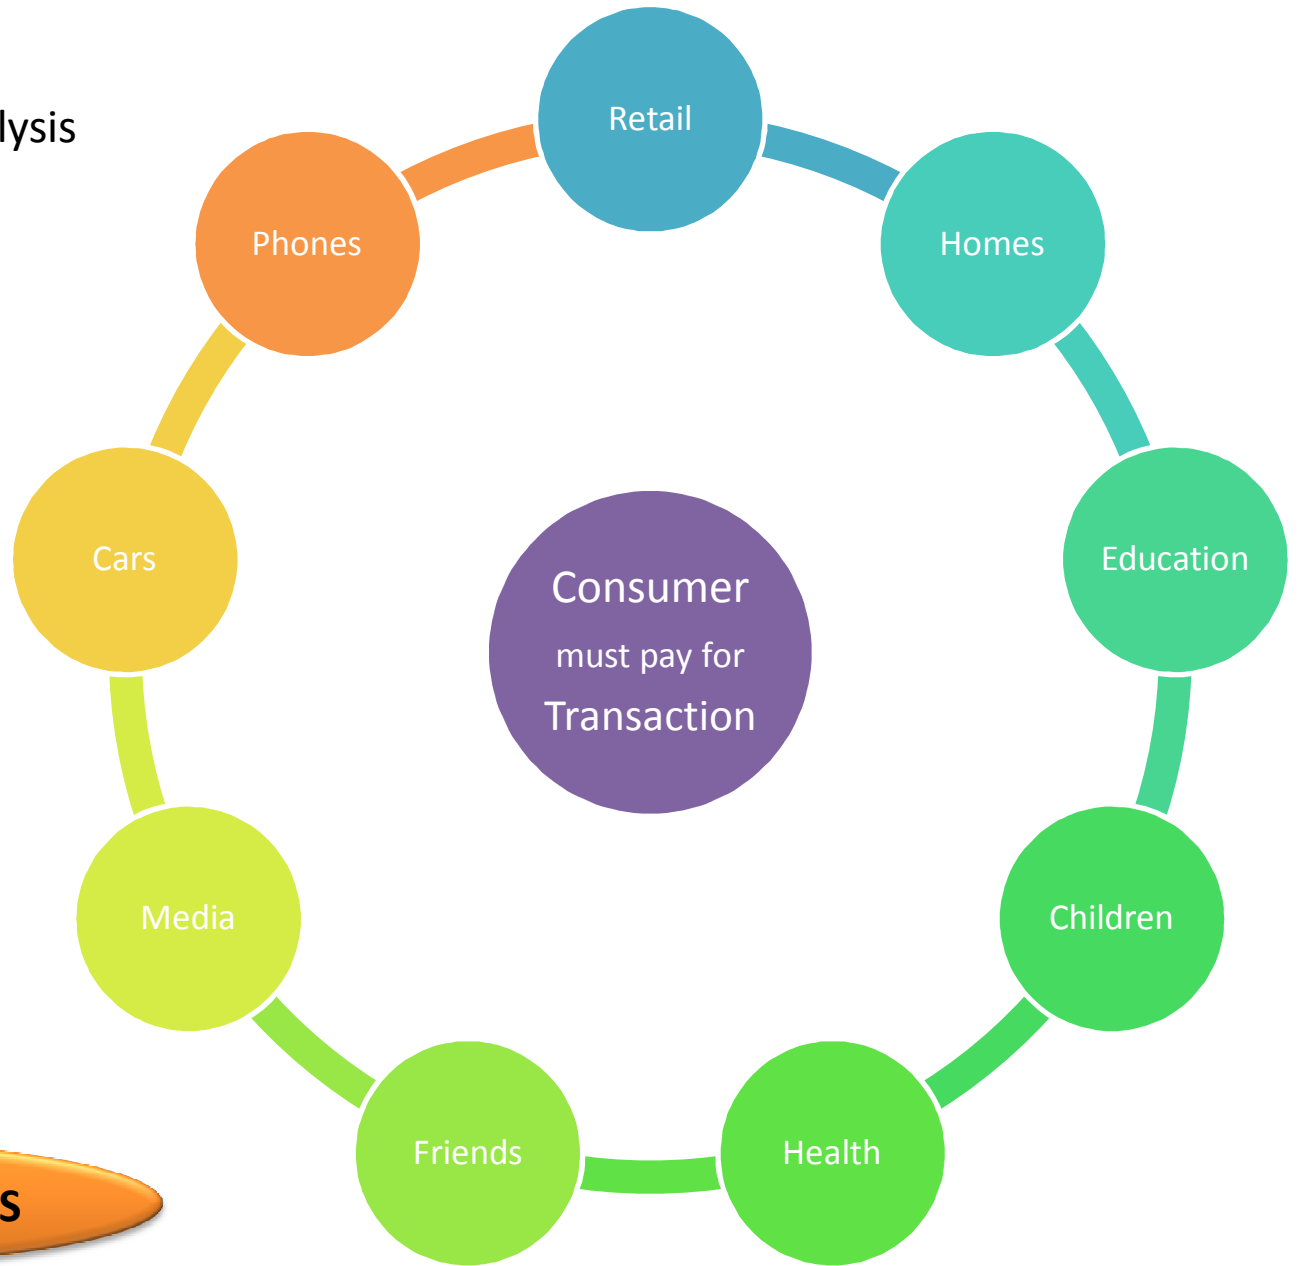 Retail
lysis
Phones
Homes
Cars
Education
Consumer
must pay for
Transaction
Media
Children
Friends
Health
s